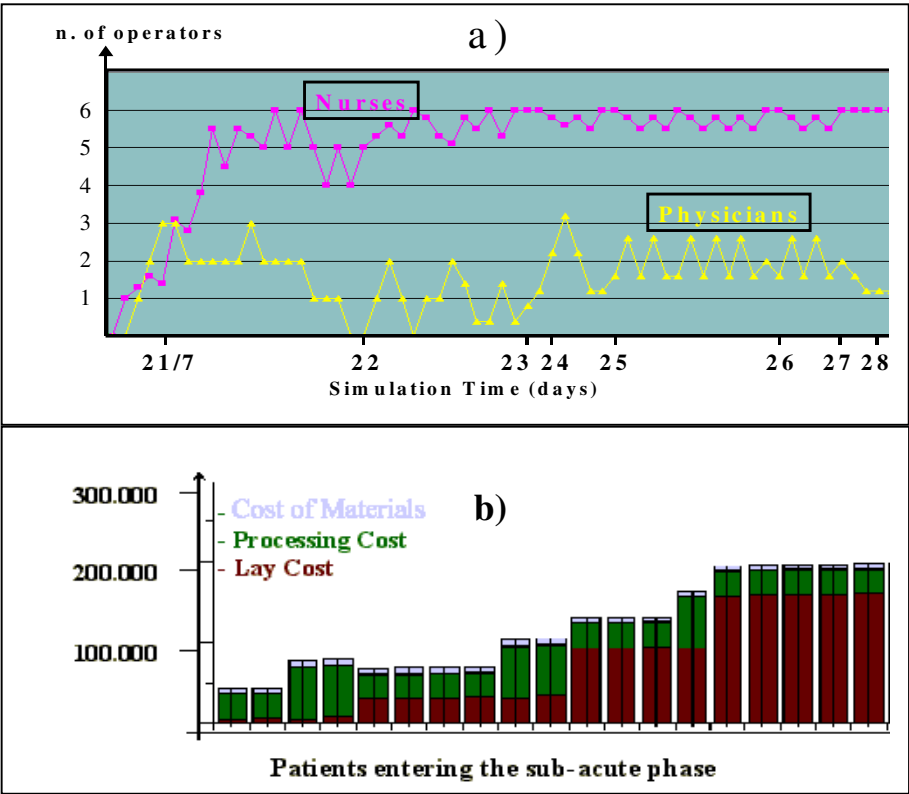 n. of operators
a)
Nurses
6
5
4
3
2
1
Physicians
21/7 22 23 24 25 26 27 28
Simulation Time (days)
b)
300.000
200.000
100.000
- Cost of Materials
- Processing Cost
- Lay Cost
Patients entering the sub-acute phase